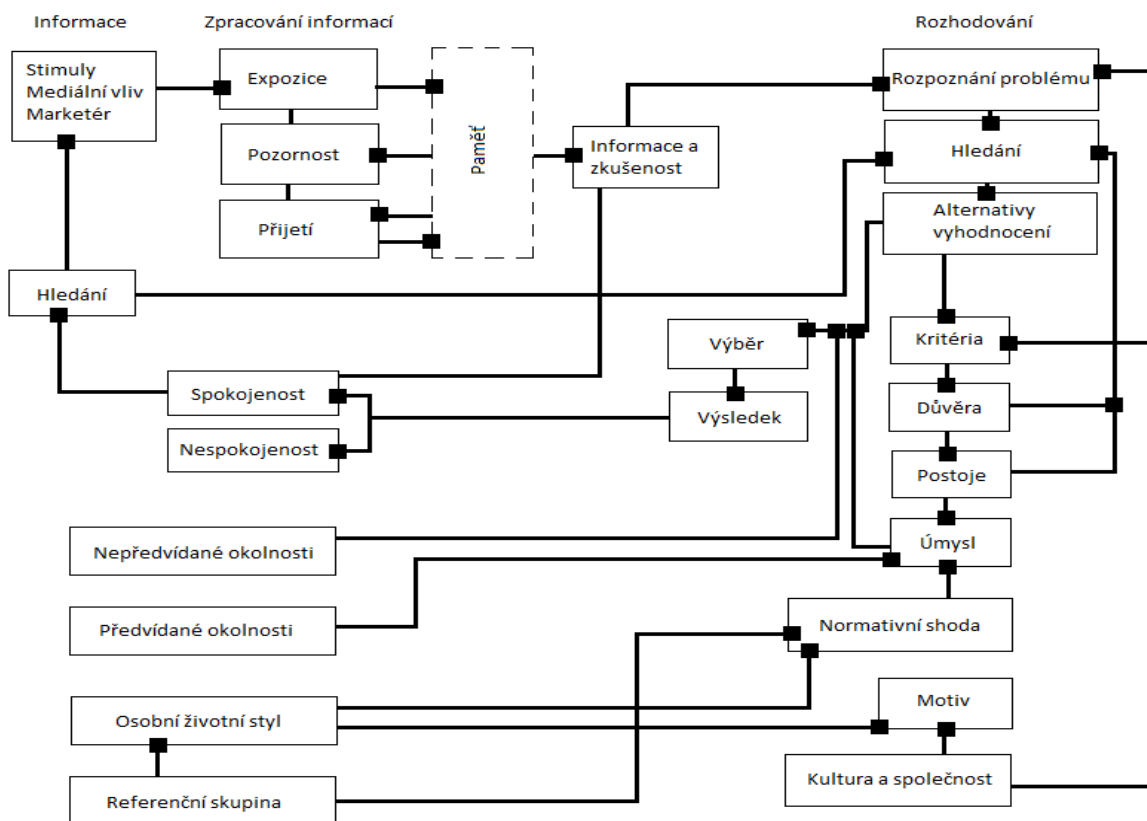 Informace
Zpracování informací
Rozhodování
Stimuly
Mediální vliv
Marketér
Expozice
Pozornost
Přijetí
Paměť
Informace a
zkušenost
Rozpoznání problému
Hledání
Alternativy
vyhodnocení
Hledání
Výběr
Kritéria
Spokojenost
Výsledek
Důvěra
Nespokojenost
Postoje
Nepředvídané okolnosti
Úmysl
Předvídané okolnosti
Normativní shoda
Osobní životní styl
Motiv
Referenční skupina
Kultura a společnost